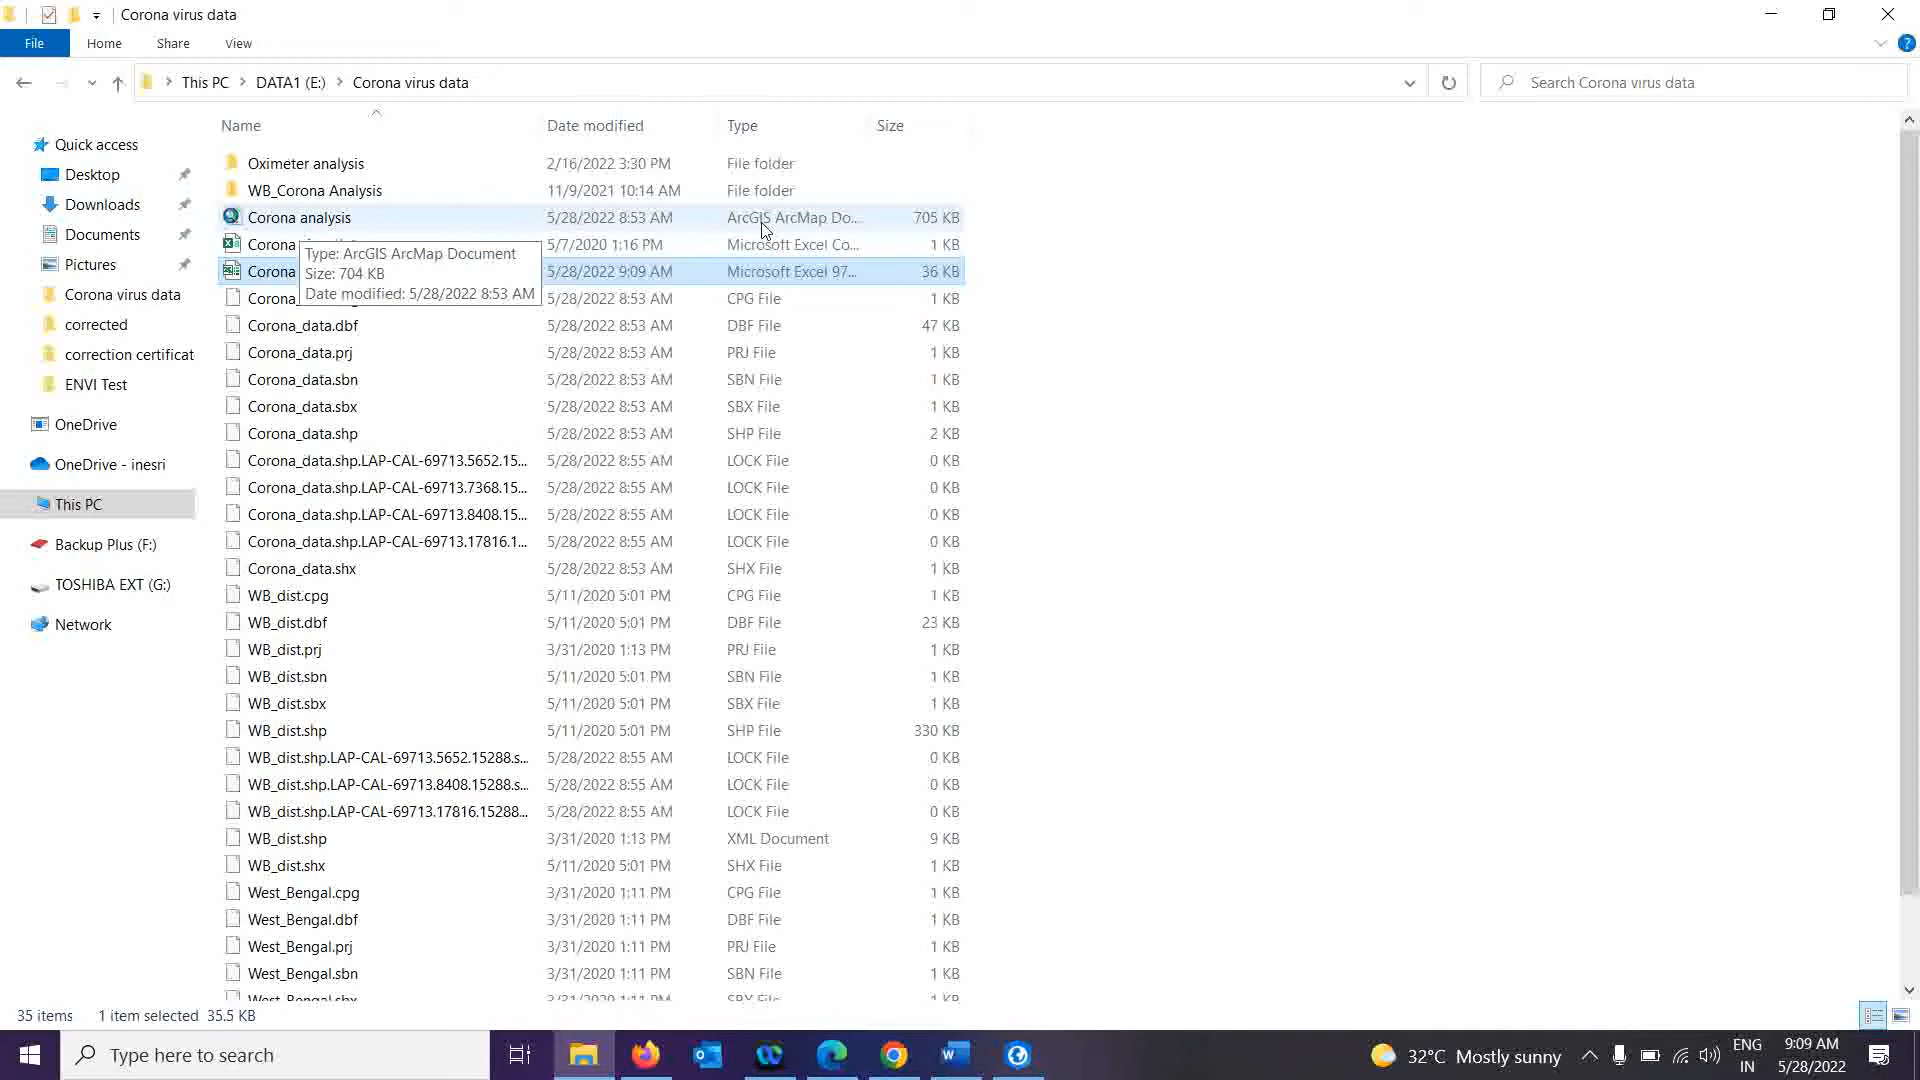 Corona virus data
File Home Share View
This PC DATA1 (E:) Corona virus data
Search Corona virus data
Name Date modified Type Size
Quick access
Desktop
Downloads
Documents
Pictures
Corona virus data
corrected
correction certificat
ENVI Test
OneDrive
OneDrive - inesri
This PC
Backup Plus (F:)
TOSHIBA EXT (G:)
Network
Oximeter analysis 2/16/2022 3:30 PM File folder
WB_Corona Analysis 11/9/2021 10:14 AM File folder
Corona analysis 5/28/2022 8:53 AM ArcGIS ArcMap Do... 705 KB
Corona 5/7/2020 1:16 PM Microsoft Excel Co... 1 KB
Corona 5/28/2022 9:09 AM Microsoft Excel 97... 36 KB
Type: ArcGIS ArcMap Document
Size: 704 KB
Date modified: 5/28/2022 8:53 AM
5/28/2022 8:53 AM CPG File 1 KB
Corona_data.dbf 5/28/2022 8:53 AM DBF File 47 KB
Corona_data.prj 5/28/2022 8:53 AM PRJ File 1 KB
Corona_data.sbn 5/28/2022 8:53 AM SBN File 1 KB
Corona_data.sbx 5/28/2022 8:53 AM SBX File 1 KB
Corona_data.shp 5/28/2022 8:53 AM SHP File 2 KB
Corona_data.shp.LAP-CAL-69713.5652.15... 5/28/2022 8:55 AM LOCK File 0 KB
Corona_data.shp.LAP-CAL-69713.7368.15... 5/28/2022 8:55 AM LOCK File 0 KB
Corona_data.shp.LAP-CAL-69713.8408.15... 5/28/2022 8:55 AM LOCK File 0 KB
Corona_data.shp.LAP-CAL-69713.17816.1... 5/28/2022 8:55 AM LOCK File 0 KB
Corona_data.shx 5/28/2022 8:53 AM SHX File 1 KB
WB_dist.cpg 5/11/2020 5:01 PM CPG File 1 KB
WB_dist.dbf 5/11/2020 5:01 PM DBF File 23 KB
WB_dist.prj 3/31/2020 1:13 PM PRJ File 1 KB
WB_dist.sbn 5/11/2020 5:01 PM SBN File 1 KB
WB_dist.sbx 5/11/2020 5:01 PM SBX File 1 KB
WB_dist.shp 5/11/2020 5:01 PM SHP File 330 KB
WB_dist.shp.LAP-CAL-69713.5652.15288.s... 5/28/2022 8:55 AM LOCK File 0 KB
WB_dist.shp.LAP-CAL-69713.8408.15288.s... 5/28/2022 8:55 AM LOCK File 0 KB
WB_dist.shp.LAP-CAL-69713.17816.15288... 5/28/2022 8:55 AM LOCK File 0 KB
WB_dist.shp 3/31/2020 1:13 PM XML Document 9 KB
WB_dist.shx 5/11/2020 5:01 PM SHX File 1 KB
West_Bengal.cpg 3/31/2020 1:11 PM CPG File 1 KB
West_Bengal.dbf 3/31/2020 1:11 PM DBF File 1 KB
West_Bengal.prj 3/31/2020 1:11 PM PRJ File 1 KB
West_Bengal.sbn 3/31/2020 1:11 PM SBN File 1 KB
West_Bengal.sbx 3/31/2020 1:11 PM SBX File 1 KB
35 items 1 item selected 35.5 KB
Type here to search
32°C Mostly sunny
ENG
IN
9:09 AM
5/28/2022